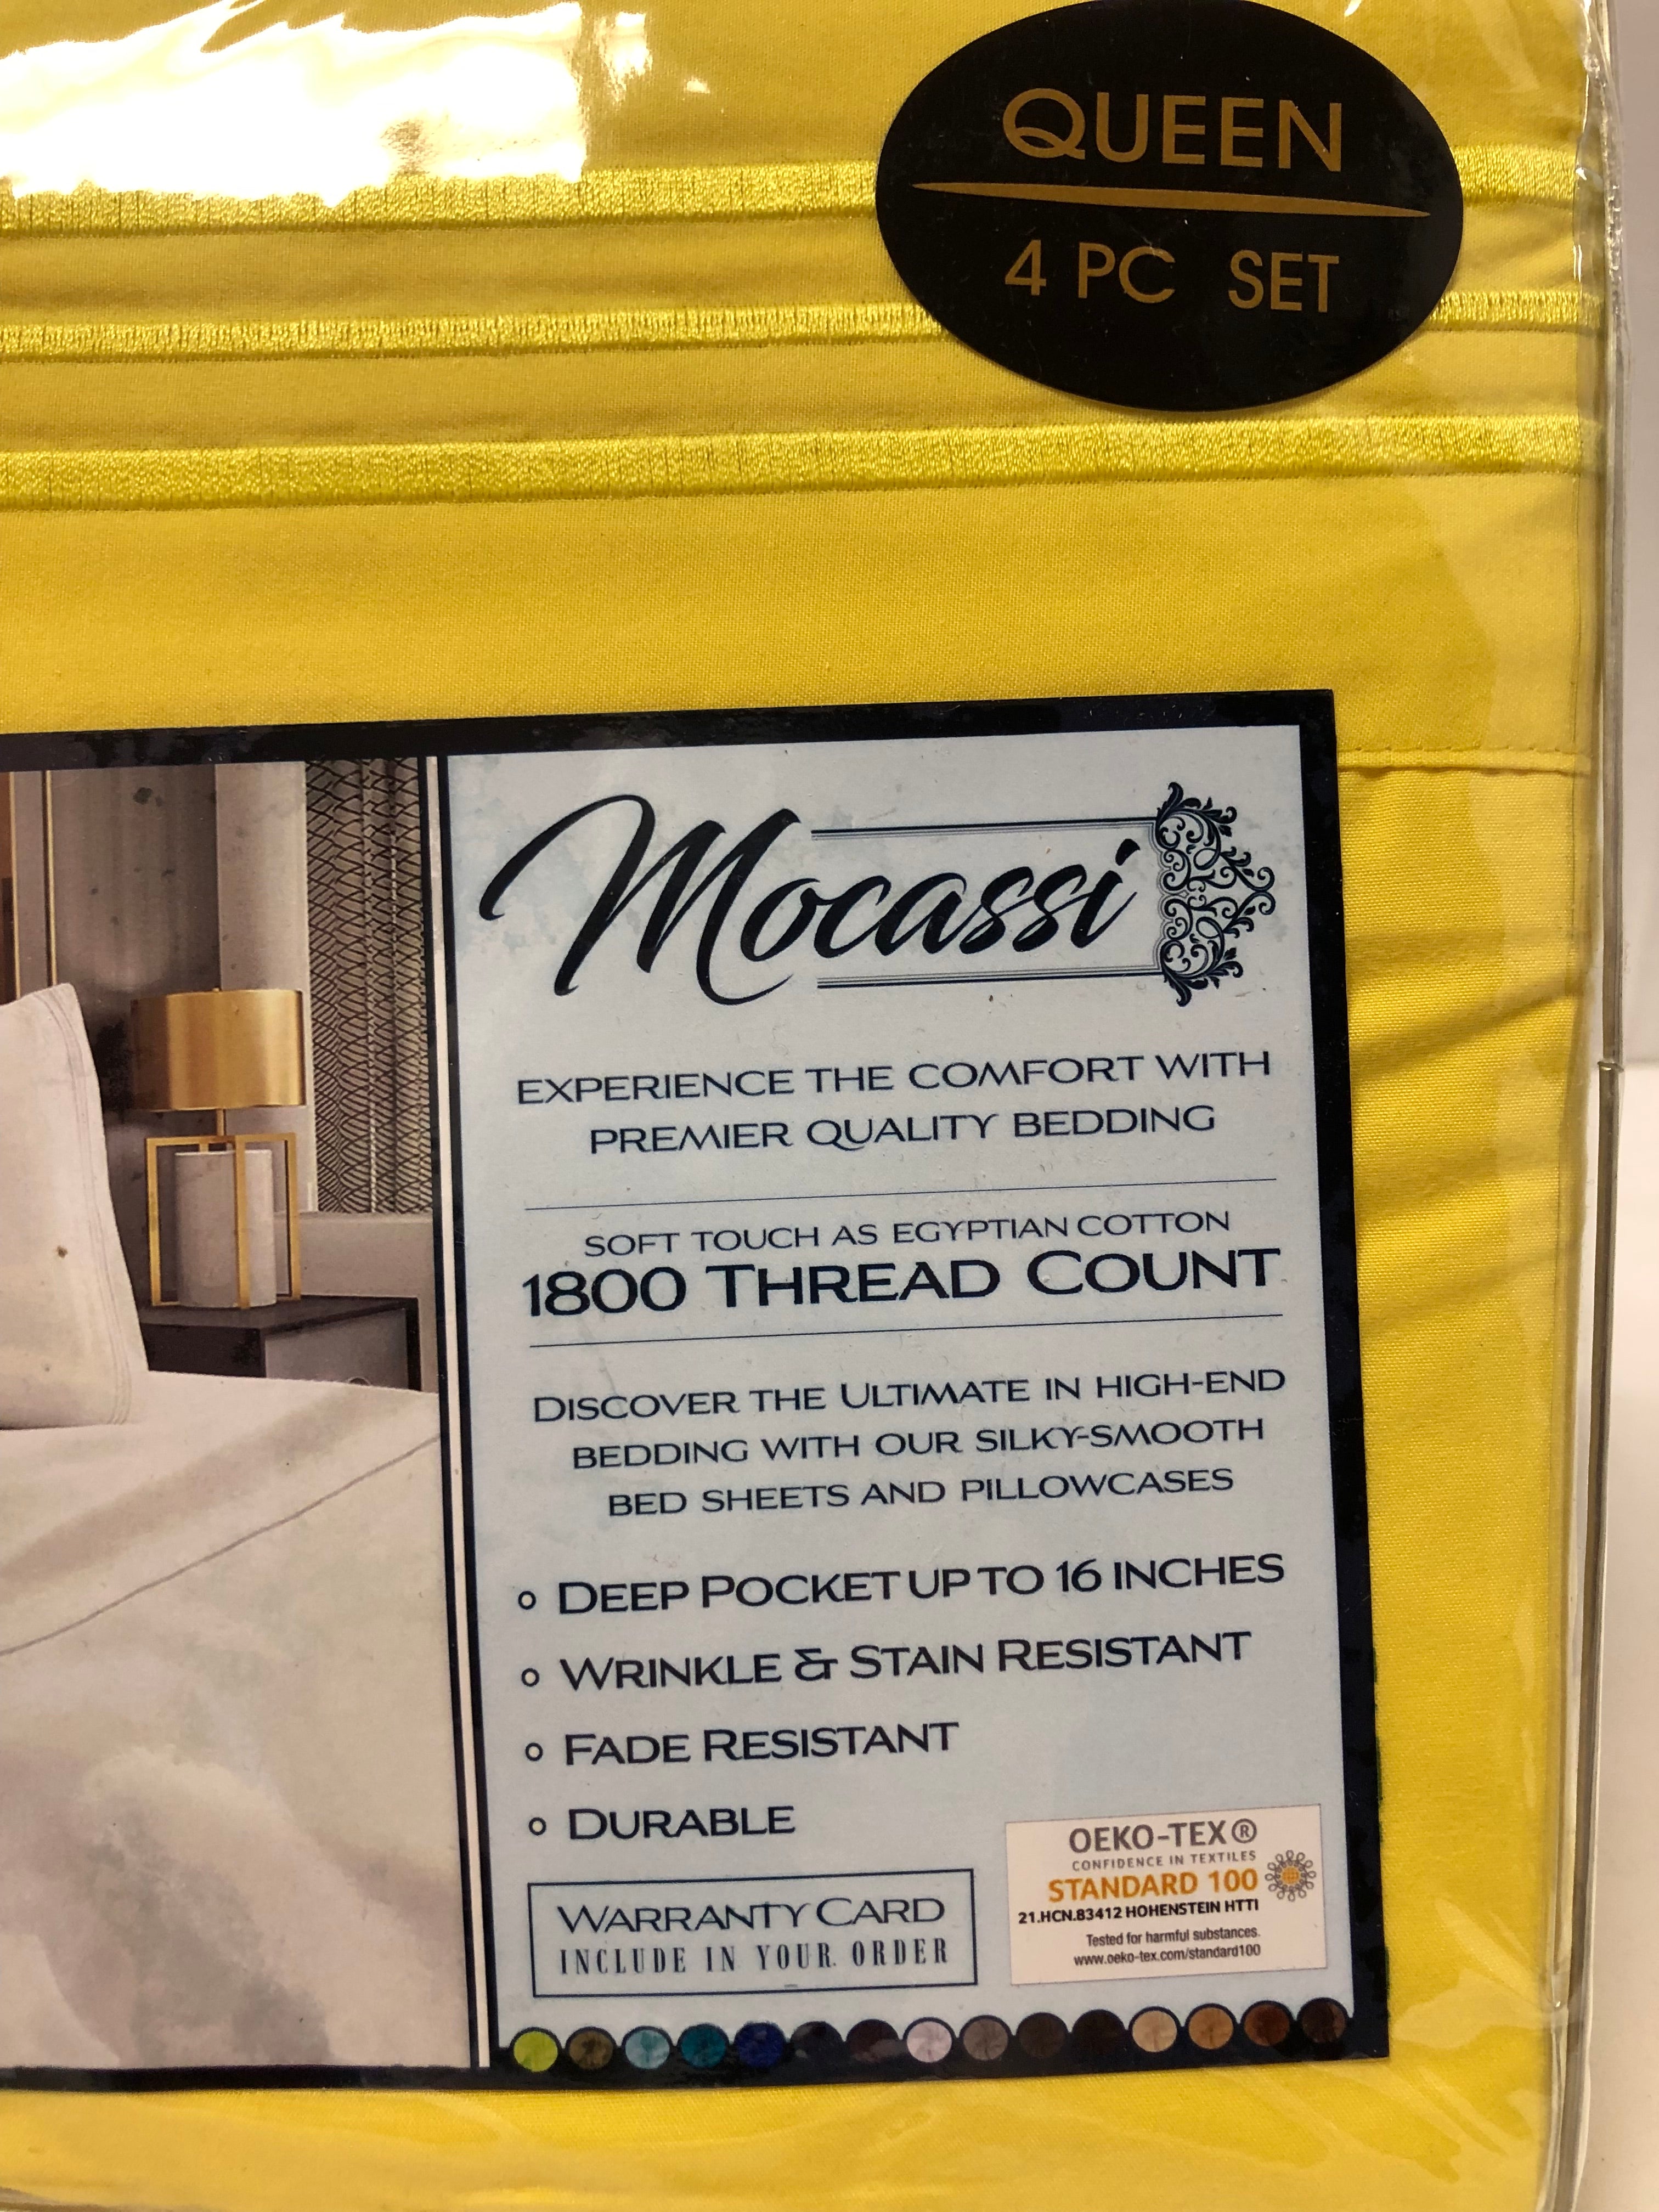 QUEEN
4 PC SET
Mocassi
EXPERIENCE THE COMFORT WITH
PREMIER QUALITY BEDDING
SOFT TOUCH AS EGYPTIAN COTTON
1800 THREAD COUNT
DISCOVER THE ULTIMATE IN HIGH-END
BEDDING WITH OUR SILKY-SMOOTH
BED SHEETS AND PILLOWCASES
DEEP POCKET UP TO 16 INCHES
WRINKLE & STAIN RESISTANT
FADE RESISTANT
DURABLE
WARRANTY CARD
INCLUDE IN YOUR ORDER
OEKO-TEX®
CONFIDENCE IN TEXTILES
STANDARD 100
21.HCN.83412 HOHENSTEIN HTTI
Tested for harmful substances.
www.oeko-tex.com/standard100